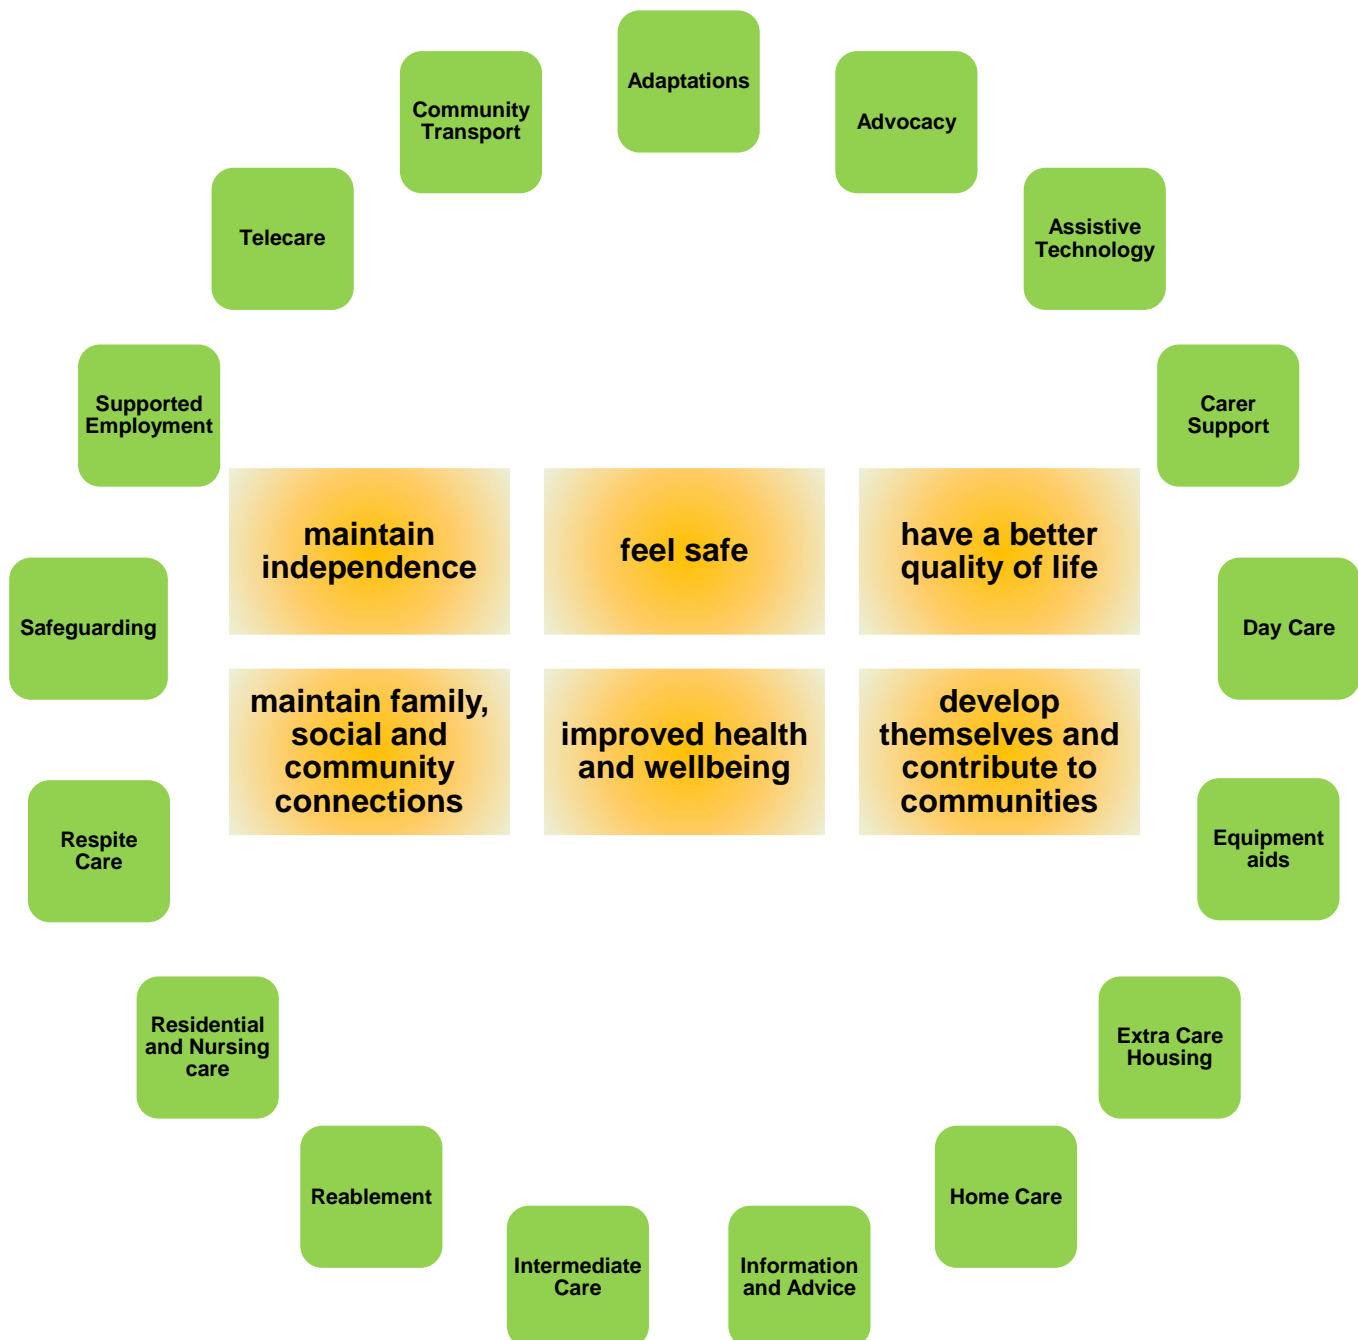 Adaptations
Advocacy
Assistive
Technology
Carer
Support
Day Care
Equipment
aids
Extra Care
Housing
Home Care
Information
and Advice
Intermediate
Care
Reablement
Residential
and Nursing
care
Respite
Care
Safeguarding
Supported
Employment
Telecare
Community
Transport
maintain
independence
feel safe
have a better
quality of life
maintain family,
social and
community
connections
improved health
and wellbeing
develop
themselves and
contribute to
communities